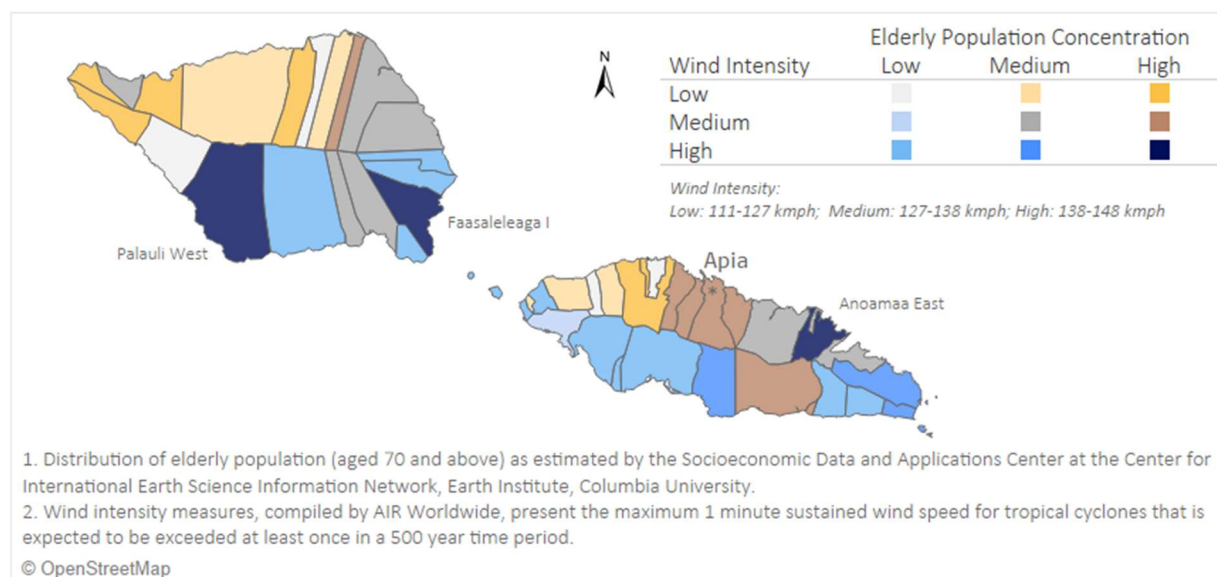 Elderly Population Concentration
Wind Intensity Low Medium High
Low
Medium
High
Wind Intensity:
Low: 111-127 kmph; Medium: 127-138 kmph; High: 138-148 kmph
N
Faasaleleaga I
Palauli West
Apia
*
Anoamaa East
1. Distribution of elderly population (aged 70 and above) as estimated by the Socioeconomic Data and Applications Center at the Center for
International Earth Science Information Network, Earth Institute, Columbia University.
2. Wind intensity measures, compiled by AIR Worldwide, present the maximum 1 minute sustained wind speed for tropical cyclones that is
expected to be exceeded at least once in a 500 year time period.
© OpenStreetMap